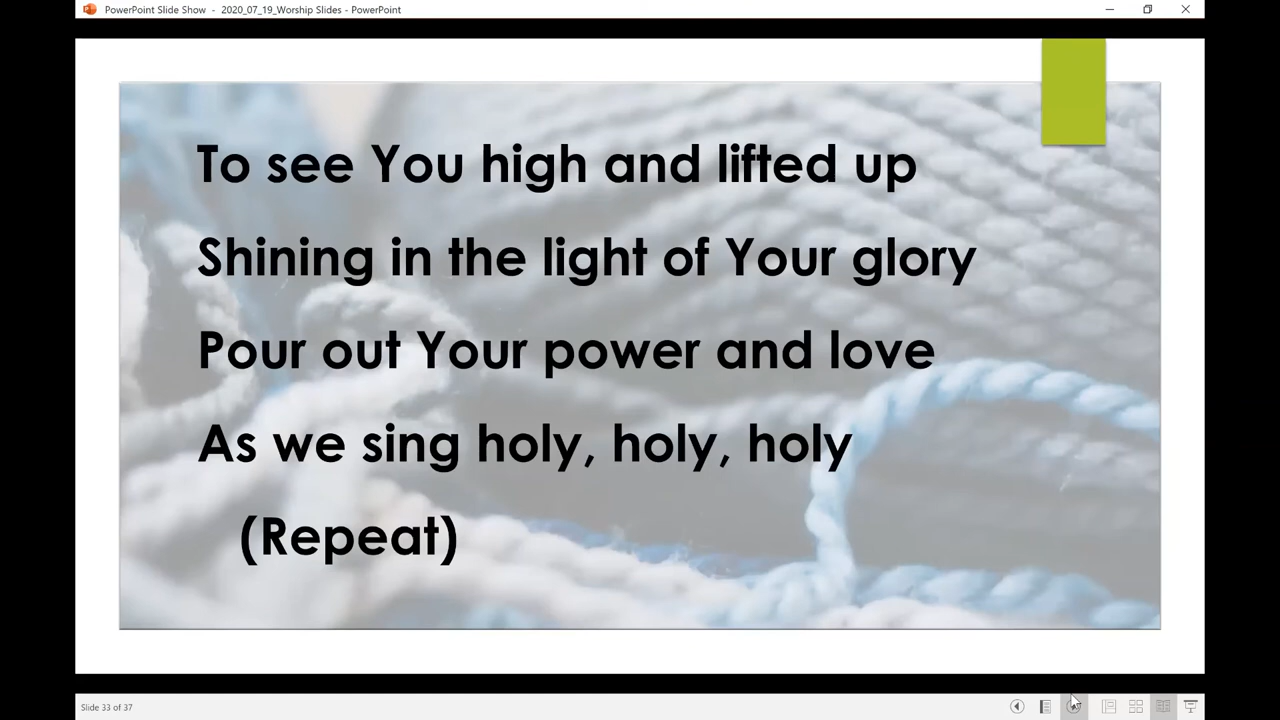 PowerPoint Slide Show - 2020_07_19_Worship Slides - PowerPoint
To see You high and lifted up
Shining in the light of Your glory
Pour out Your power and love
As we sing holy, holy, holy
(Repeat)
Slide 33 of 37